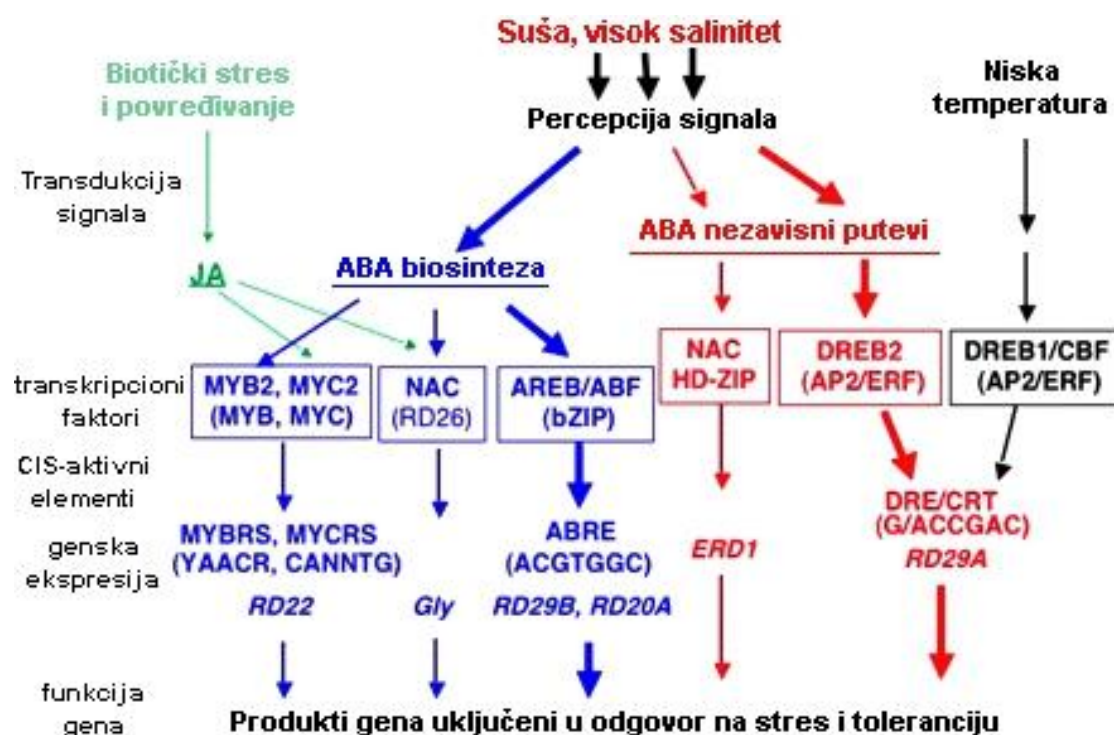 Suša, visok salinitet
Biotički stres
i povređivanje
Niska
temperatura
Percepcija signala
Transdukcija
signala
ABA nezavisni putevi
JA
ABA biosinteza
transkripcioni
faktori
MYB2, MYC2
(MYB, MYC)
NAC
(RD26)
AREB/ABF
(bZIP)
NAC
HD-ZIP
DREB2
(AP2/ERF)
DREB1/CBF
(AP2/ERF)
CIS-aktivni
elementi
genska
ekspresija
MYBRS, MYCRS
(YAACR, CANNTG)
RD22
Gly
ABRE
(ACGTGGC)
RD29B, RD20A
ERD1
DRE/CRT
(G/ACCGAC)
RD29A
funkcija
gena
Produkti gena uključeni u odgovor na stres i toleranciju